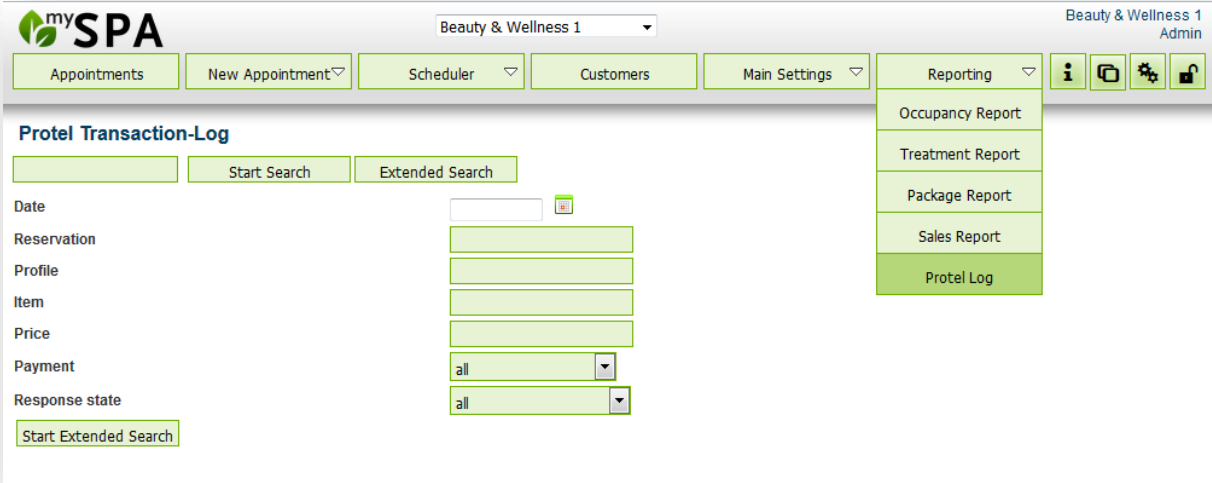 mySPA
Beauty & Wellness 1
Beauty & Wellness 1
Admin
Appointments
New Appointment
Scheduler
Customers
Main Settings
Reporting
Occupancy Report
Treatment Report
Package Report
Sales Report
Protel Log
Protel Transaction-Log
Start Search
Extended Search
Date
Reservation
Profile
Item
Price
Payment
all
Response state
all
Start Extended Search